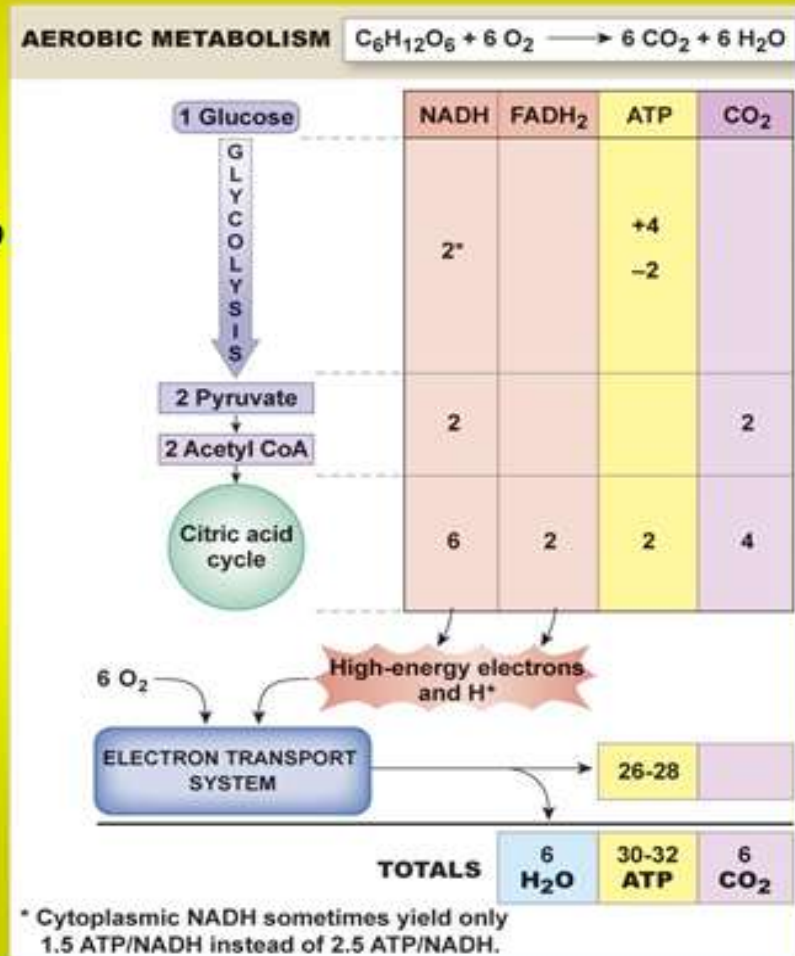 AEROBIC METABOLISM C₆H₁₂O₆ + 6 O₂ ⟶ 6 CO₂ + 6 H₂O
1 Glucose
NADH FADH₂ ATP CO₂
GLYCOLYSIS
2*
+4
–2
2 Pyruvate
2 Acetyl CoA
2 2
Citric acid
cycle
6 2 2 4
High-energy electrons
and H⁺
6 O₂
ELECTRON TRANSPORT
SYSTEM
26-28
TOTALS
6
H₂O
30-32
ATP
6
CO₂
* Cytoplasmic NADH sometimes yield only
1.5 ATP/NADH instead of 2.5 ATP/NADH.